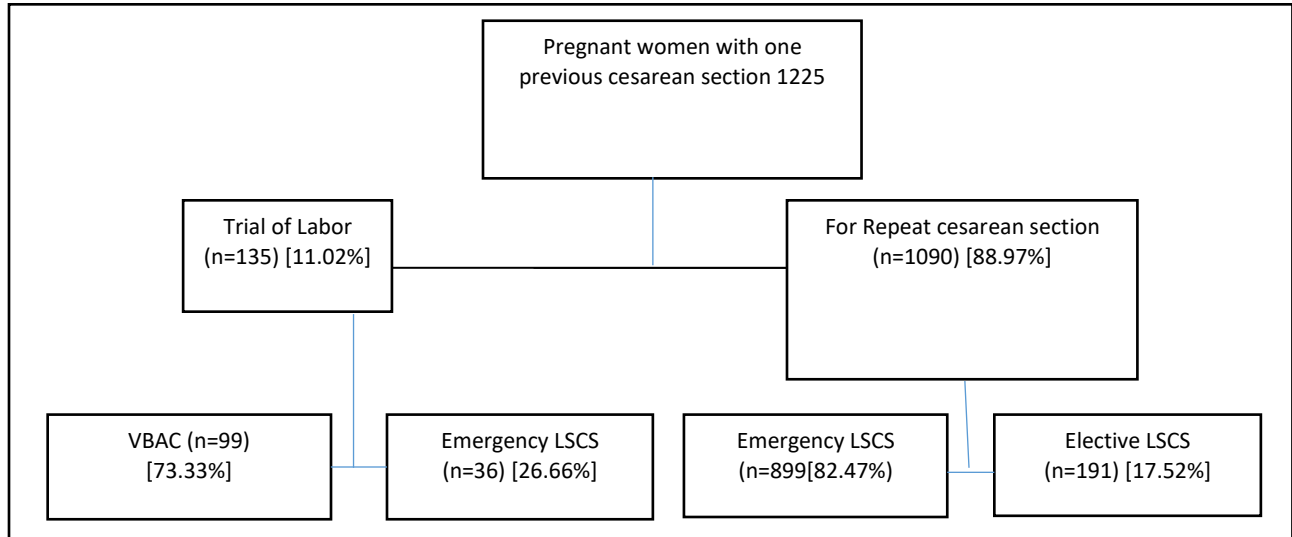 Pregnant women with one
previous cesarean section 1225
Trial of Labor
(n=135) [11.02%]
For Repeat cesarean section
(n=1090) [88.97%]
VBAC (n=99)
[73.33%]
Emergency LSCS
(n=36) [26.66%]
Emergency LSCS
(n=899[82.47%)
Elective LSCS
(n=191) [17.52%]